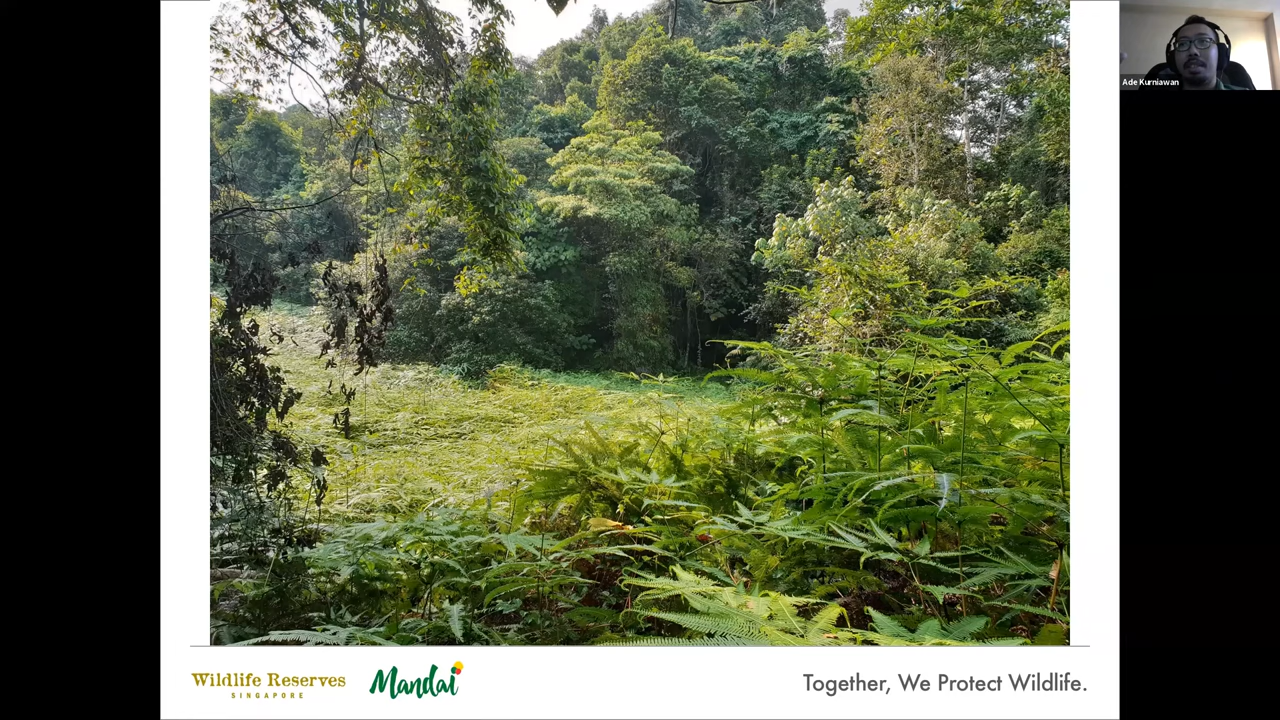 Ade Kurniawan
Wildlife Reserves
SINGAPORE
Mandai
Together, We Protect Wildlife.